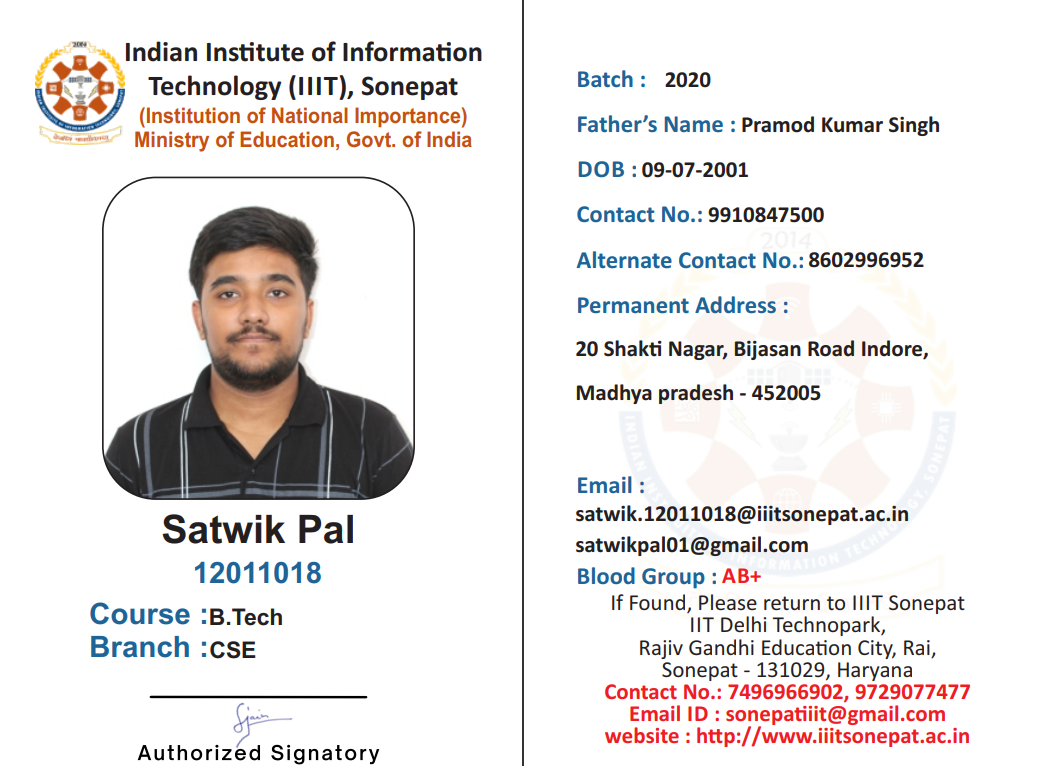 Indian Institute of Information
Technology (IIIT), Sonepat
(Institution of National Importance)
Ministry of Education, Govt. of India
Satwik Pal
12011018
Course :B.Tech
Branch :CSE
Authorized Signatory
Batch : 2020
Father's Name : Pramod Kumar Singh
DOB : 09-07-2001
Contact No.: 9910847500
2014
Alternate Contact No.: 8602996952
Permanent Address :
20 Shakti Nagar, Bijasan Road Indore,
Madhya pradesh - 452005
Email :
satwik.12011018@iiitsonepat.ac.in
satwikpal01@gmail.com
Blood Group : AB+
If Found, Please return to IIIT Sonepat
IIT Delhi Technopark,
Rajiv Gandhi Education City, Rai,
Sonepat - 131029, Haryana
Contact No.: 7496966902, 9729077477
Email ID : sonepatiiit@gmail.com
website : http://www.iiitsonepat.ac.in